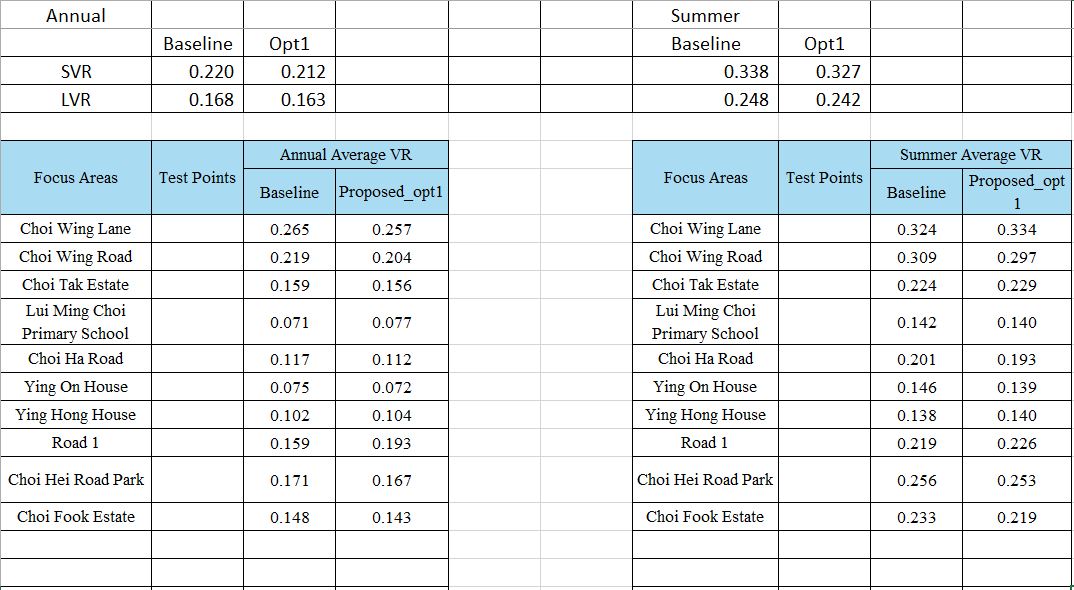 Annual Summer
Baseline Opt1 Baseline Opt1
SVR 0.220 0.212 0.338 0.327
LVR 0.168 0.163 0.248 0.242
Focus Areas Test Points Annual Average VR Focus Areas Test Points Summer Average VR
Baseline Proposed_opt1 Baseline Proposed_opt
1
Choi Wing Lane 0.265 0.257 Choi Wing Lane 0.324 0.334
Choi Wing Road 0.219 0.204 Choi Wing Road 0.309 0.297
Choi Tak Estate 0.159 0.156 Choi Tak Estate 0.224 0.229
Lui Ming Choi
Primary School 0.071 0.077 Lui Ming Choi
Primary School 0.142 0.140
Choi Ha Road 0.117 0.112 Choi Ha Road 0.201 0.193
Ying On House 0.075 0.072 Ying On House 0.146 0.139
Ying Hong House 0.102 0.104 Ying Hong House 0.138 0.140
Road 1 0.159 0.193 Road 1 0.219 0.226
Choi Hei Road Park 0.171 0.167 Choi Hei Road Park 0.256 0.253
Choi Fook Estate 0.148 0.143 Choi Fook Estate 0.233 0.219